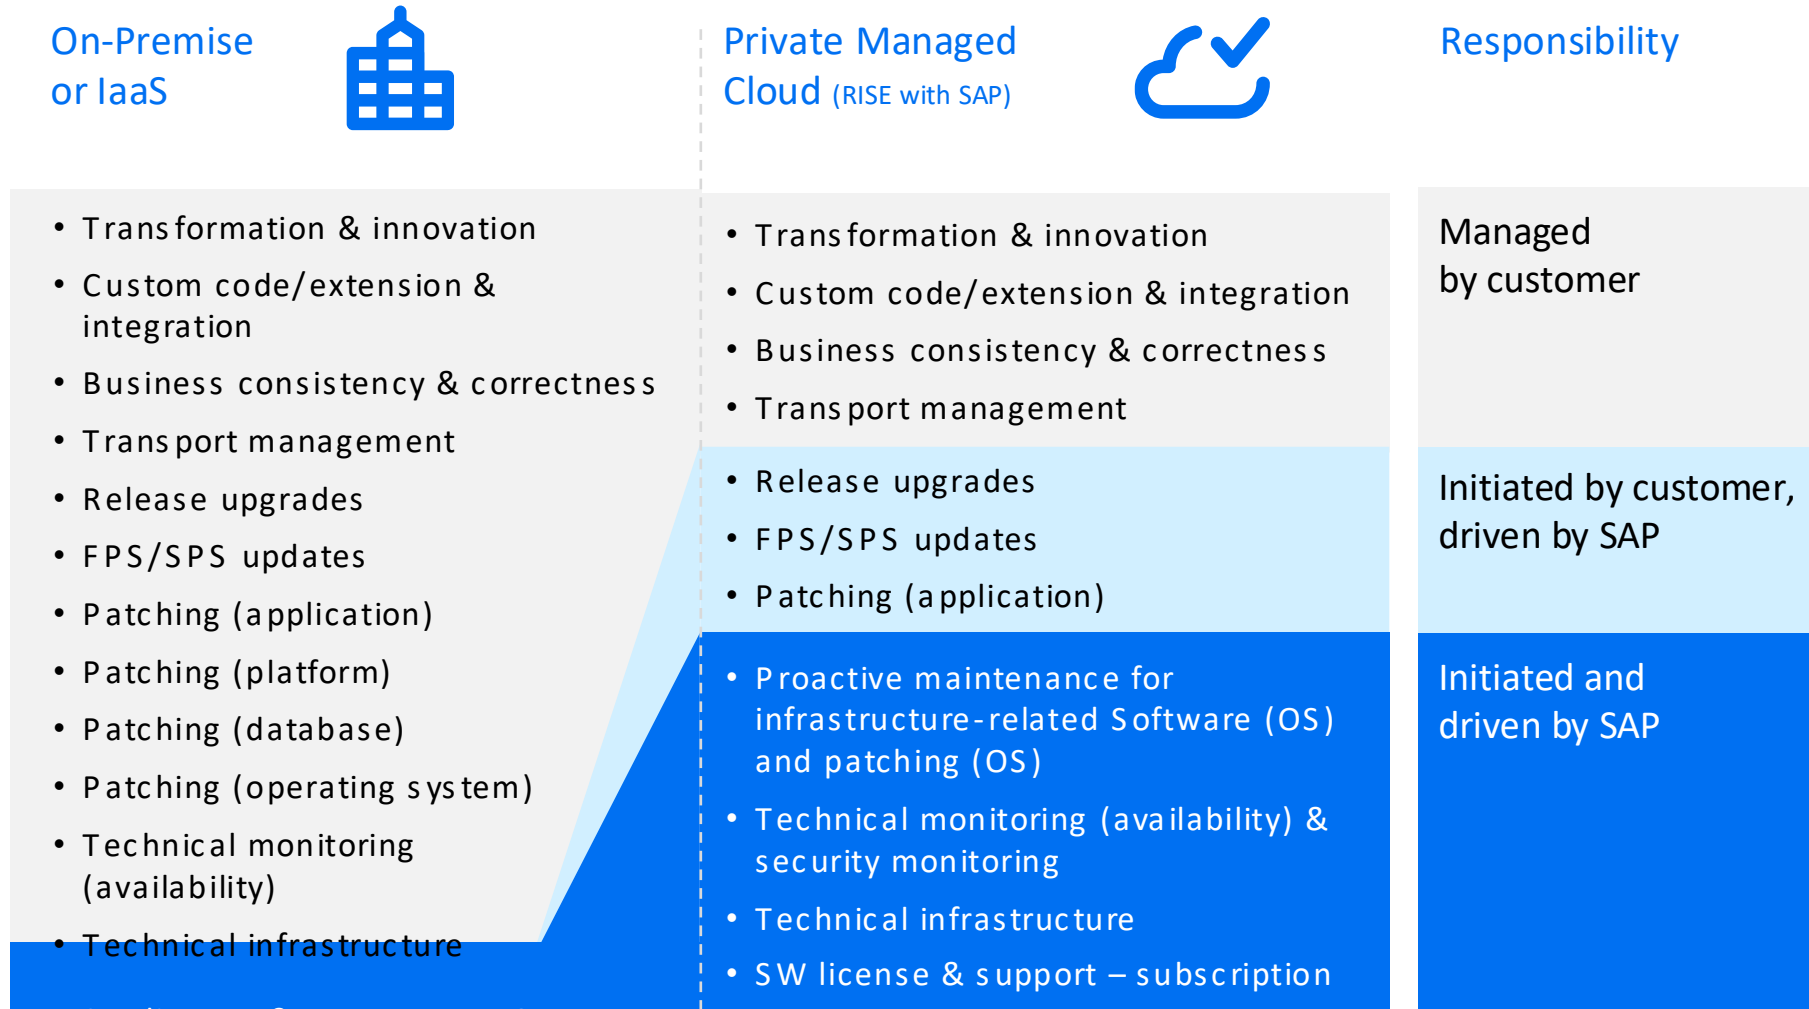 On-Premise
or IaaS
Private Managed
Cloud (RISE with SAP)
Responsibility
• Transformation & innovation
• Custom code/extension &
integration
• Business consistency & correctness
• Transport management
• Release upgrades
• FPS/SPS updates
• Patching (application)
• Patching (platform)
• Patching (database)
• Patching (operating system)
• Technical monitoring
(availability)
• Technical infrastructure
• Transformation & innovation
• Custom code/extension & integration
• Business consistency & correctness
• Transport management
• Release upgrades
• FPS/SPS updates
• Patching (application)
• Proactive maintenance for
infrastructure-related Software (OS)
and patching (OS)
• Technical monitoring (availability) &
security monitoring
• Technical infrastructure
• SW license & support – subscription
Managed
by customer
Initiated by customer,
driven by SAP
Initiated and
driven by SAP